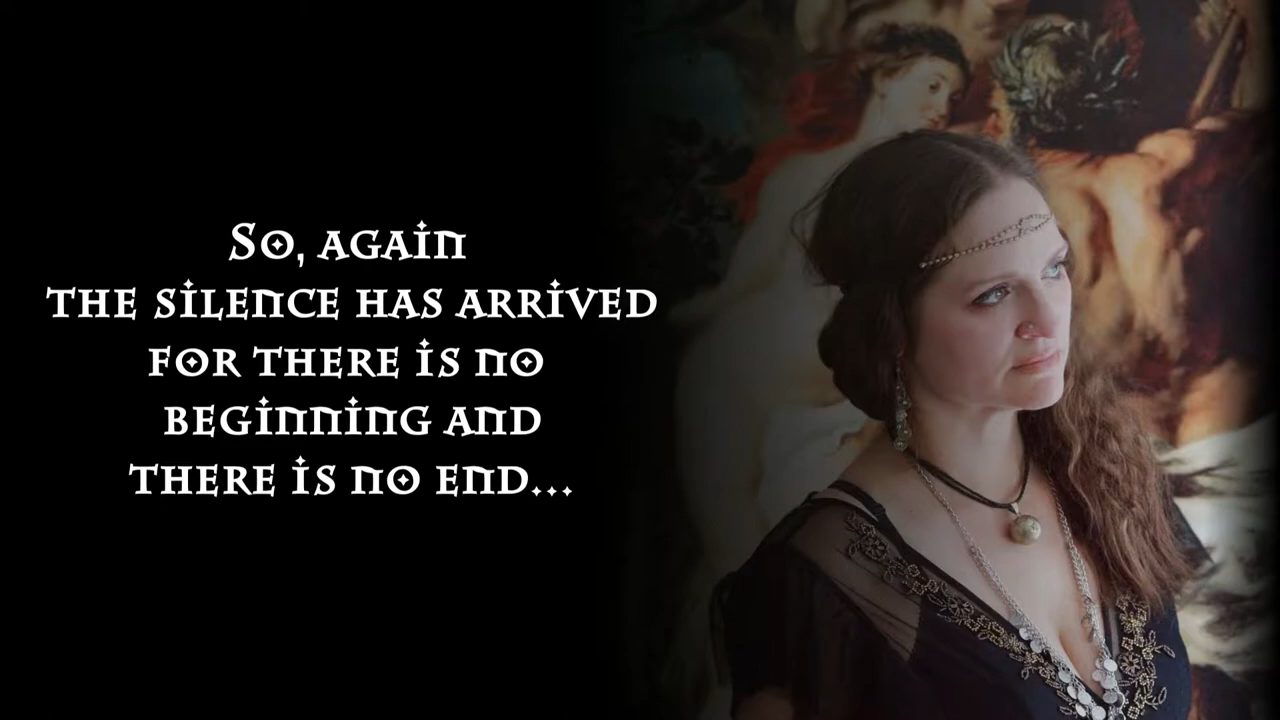 So, again
the silence has arrived
for there is no
beginning and
there is no end...